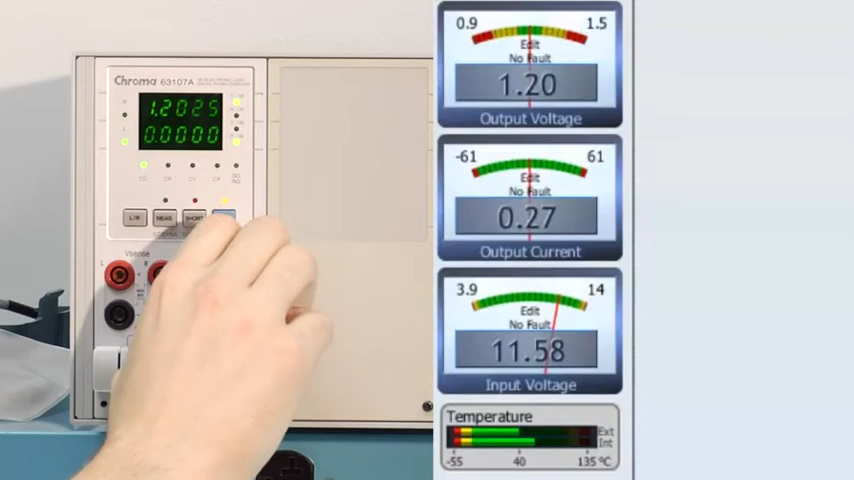 Chroma 63107A
1.2025
0.0000
CC
CR
CV
CP
L/R
MEAS.
SHORT
Vsense
L
R
0.9 1.5
Edit
No Fault
1.20
Output Voltage
-61 61
Edit
No Fault
0.27
Output Current
3.9 14
Edit
No Fault
11.58
Input Voltage
Temperature
Ext
Int
-55 40 135 ºC